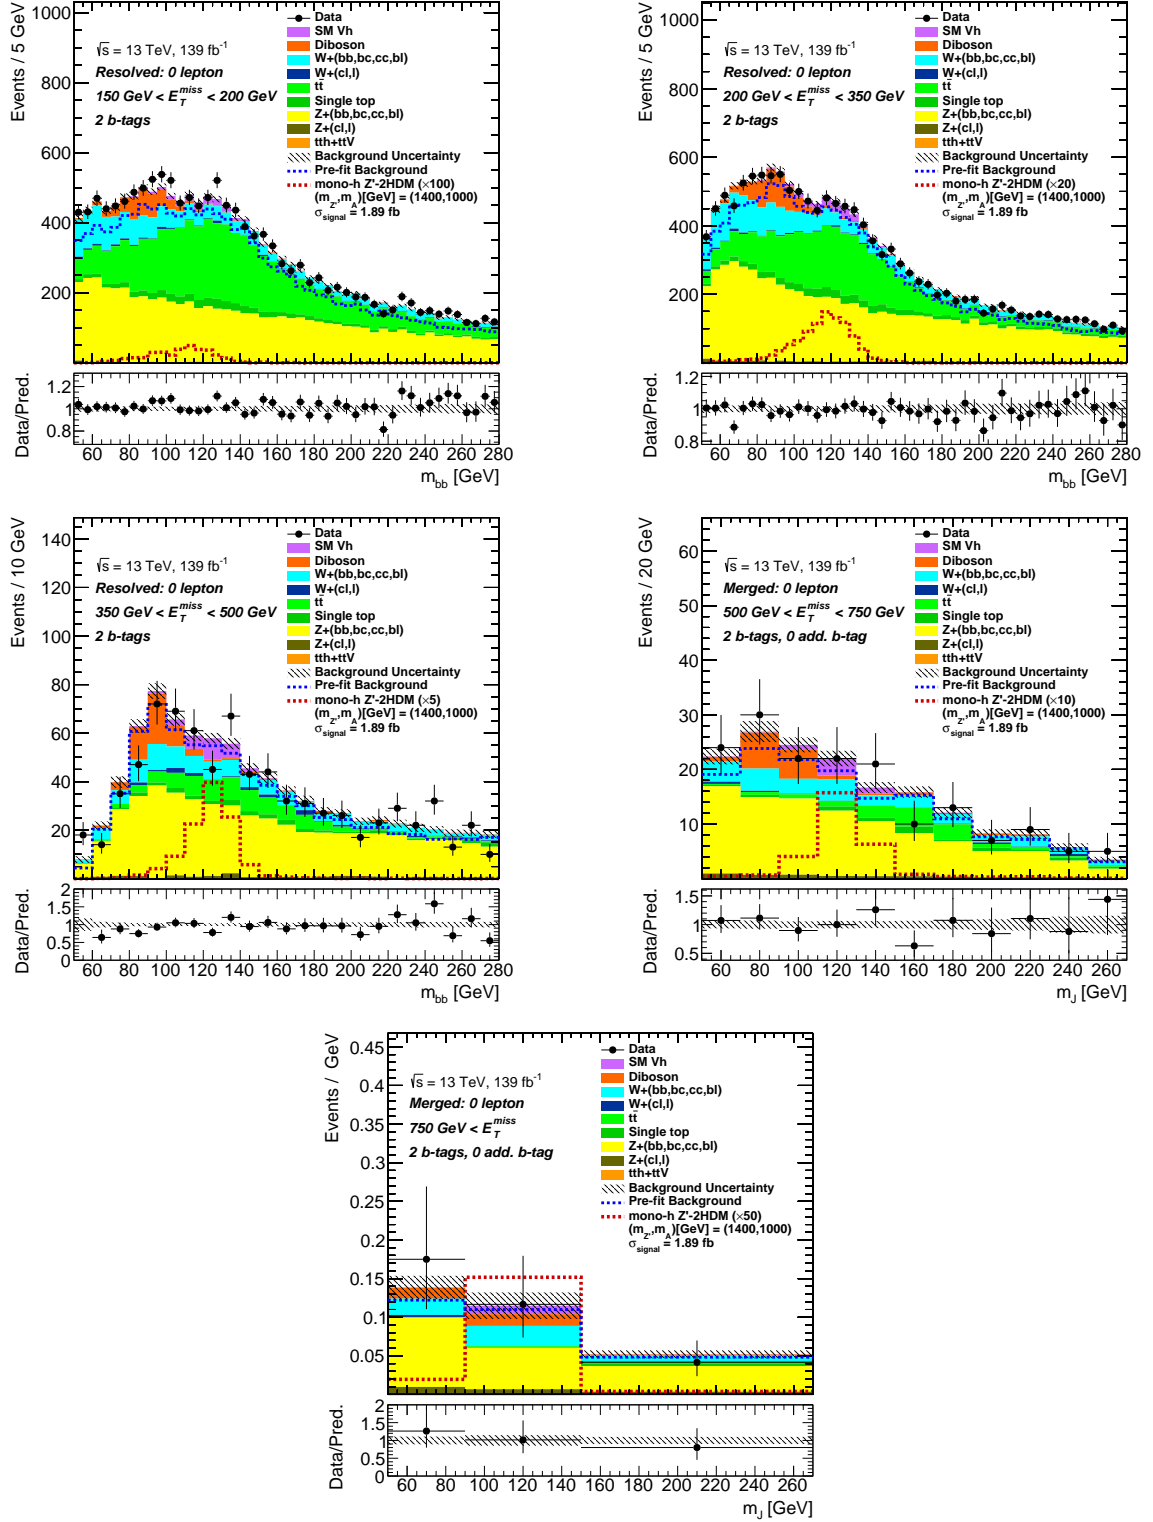 Events / 5 GeV
1000
800
600
400
200
√s = 13 TeV, 139 fb⁻¹
Resolved: 0 lepton
150 GeV < E_T^miss < 200 GeV
2 b-tags
Data
SM Vh
Diboson
W+(bb,bc,cc,bl)
W+(cl,l)
tt̄
Single top
Z+(bb,bc,cc,bl)
Z+(cl,l)
tth+ttV
Background Uncertainty
Pre-fit Background
mono-h Z'-2HDM (×100)
(m_Z', m_A)[GeV] = (1400,1000)
σ_signal = 1.89 fb
Data/Pred.
1.2
1
0.8
60 80 100 120 140 160 180 200 220 240 260 280
m_bb [GeV]
Events / 5 GeV
1000
800
600
400
200
√s = 13 TeV, 139 fb⁻¹
Resolved: 0 lepton
200 GeV < E_T^miss < 350 GeV
2 b-tags
Data
SM Vh
Diboson
W+(bb,bc,cc,bl)
W+(cl,l)
tt̄
Single top
Z+(bb,bc,cc,bl)
Z+(cl,l)
tth+ttV
Background Uncertainty
Pre-fit Background
mono-h Z'-2HDM (×20)
(m_Z', m_A)[GeV] = (1400,1000)
σ_signal = 1.89 fb
Data/Pred.
1.2
1
0.8
60 80 100 120 140 160 180 200 220 240 260 280
m_bb [GeV]
Events / 10 GeV
140
120
100
80
60
40
20
√s = 13 TeV, 139 fb⁻¹
Resolved: 0 lepton
350 GeV < E_T^miss < 500 GeV
2 b-tags
Data
SM Vh
Diboson
W+(bb,bc,cc,bl)
W+(cl,l)
tt̄
Single top
Z+(bb,bc,cc,bl)
Z+(cl,l)
tth+ttV
Background Uncertainty
Pre-fit Background
mono-h Z'-2HDM (×5)
(m_Z', m_A)[GeV] = (1400,1000)
σ_signal = 1.89 fb
Data/Pred.
2
1.5
1
0.5
0
60 80 100 120 140 160 180 200 220 240 260 280
m_bb [GeV]
Events / 20 GeV
60
50
40
30
20
10
√s = 13 TeV, 139 fb⁻¹
Merged: 0 lepton
500 GeV < E_T^miss < 750 GeV
2 b-tags, 0 add. b-tag
Data
SM Vh
Diboson
W+(bb,bc,cc,bl)
W+(cl,l)
tt̄
Single top
Z+(bb,bc,cc,bl)
Z+(cl,l)
tth+ttV
Background Uncertainty
Pre-fit Background
mono-h Z'-2HDM (×10)
(m_Z', m_A)[GeV] = (1400,1000)
σ_signal = 1.89 fb
Data/Pred.
1.5
1
0.5
60 80 100 120 140 160 180 200 220 240 260
m_J [GeV]
Events / GeV
0.45
0.4
0.35
0.3
0.25
0.2
0.15
0.1
0.05
√s = 13 TeV, 139 fb⁻¹
Merged: 0 lepton
750 GeV < E_T^miss
2 b-tags, 0 add. b-tag
Data
SM Vh
Diboson
W+(bb,bc,cc,bl)
W+(cl,l)
tt̄
Single top
Z+(bb,bc,cc,bl)
Z+(cl,l)
tth+ttV
Background Uncertainty
Pre-fit Background
mono-h Z'-2HDM (×50)
(m_Z', m_A)[GeV] = (1400,1000)
σ_signal = 1.89 fb
Data/Pred.
2
1.5
1
0.5
0
60 80 100 120 140 160 180 200 220 240 260
m_J [GeV]